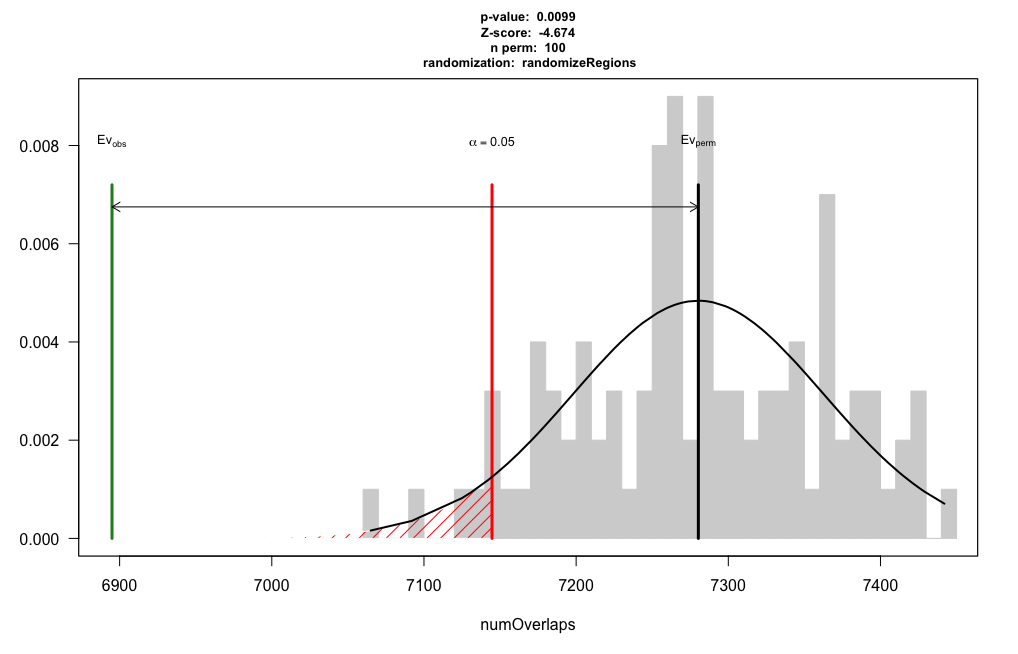 p-value: 0.0099
Z-score: -4.674
n perm: 100
randomization: randomizeRegions
Evobs
α = 0.05
Evperm
0.008
0.006
0.004
0.002
0.000
6900 7000 7100 7200 7300 7400
numOverlaps